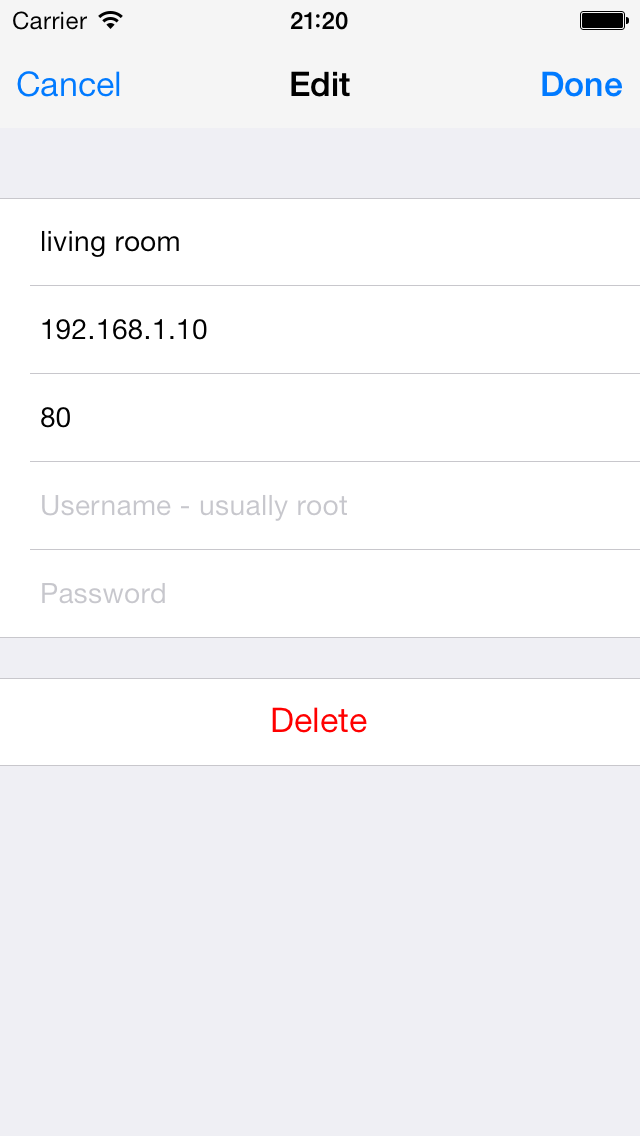 Carrier 21:20
Cancel Edit Done
living room
192.168.1.10
80
Username - usually root
Password
Delete